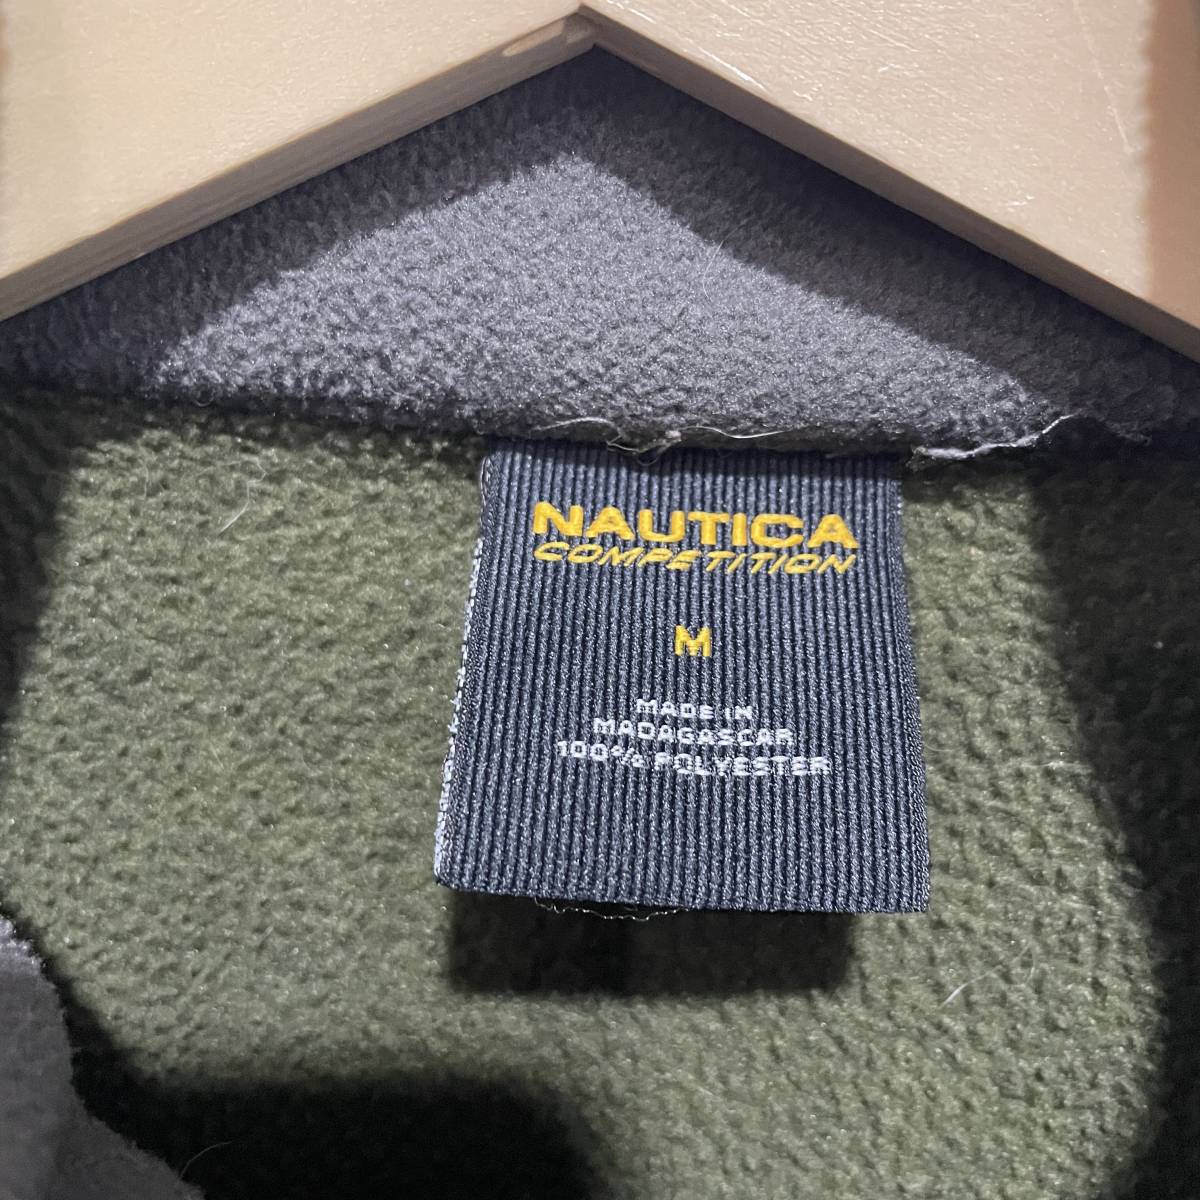 NAUTICA
COMPETITION
M
MADE IN
MADAGASCAR
100% POLYESTER